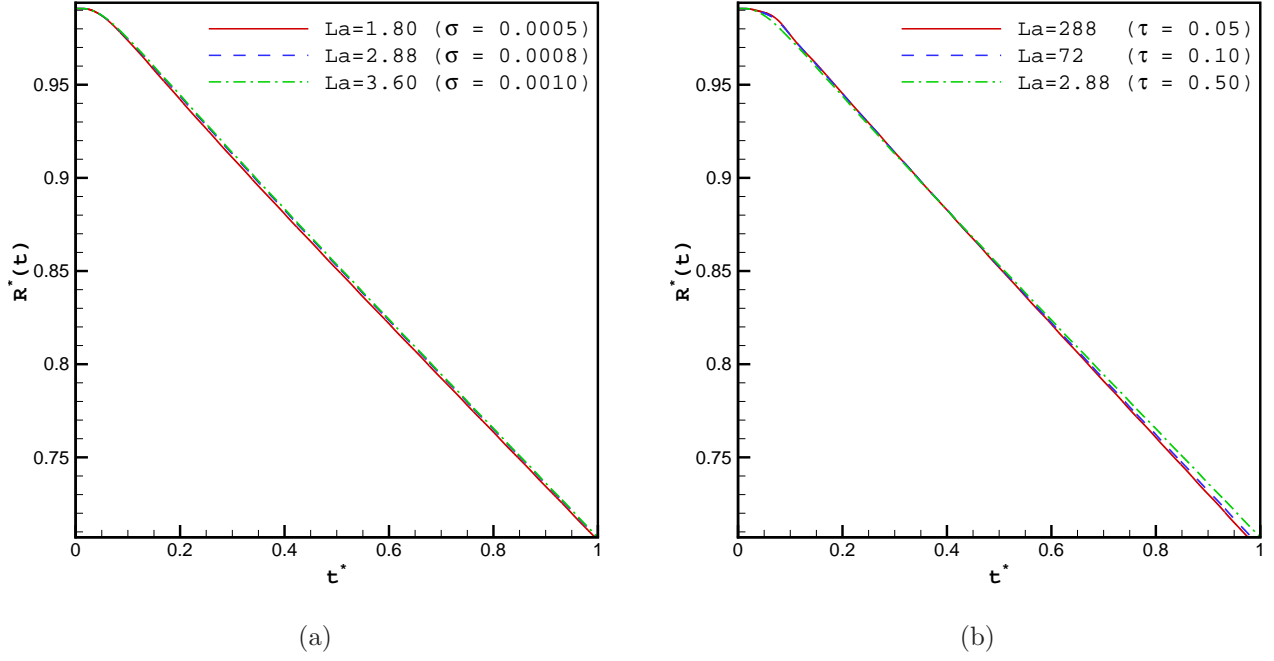 La=1.80 (σ = 0.0005)
La=2.88 (σ = 0.0008)
La=3.60 (σ = 0.0010)
0.95
0.9
0.85
0.8
0.75
R*(t)
0
0.2
0.4
0.6
0.8
1
t*
(a)
La=288 (τ = 0.05)
La=72 (τ = 0.10)
La=2.88 (τ = 0.50)
0.95
0.9
0.85
0.8
0.75
R*(t)
0
0.2
0.4
0.6
0.8
1
t*
(b)